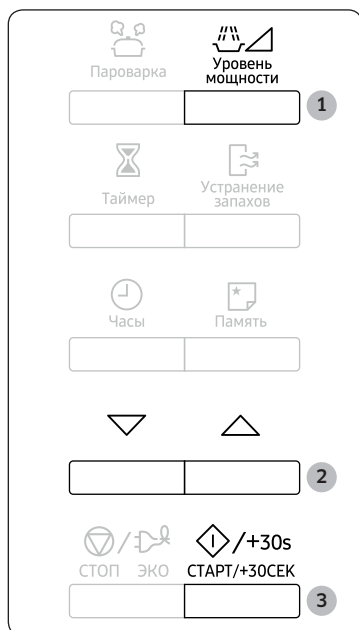 Пароварка
Уровень
мощности
1
Таймер
Устранение
запахов
Часы
Память
2
/ /+30s
СТОП ЭКО СТАРТ/+30СЕК
3